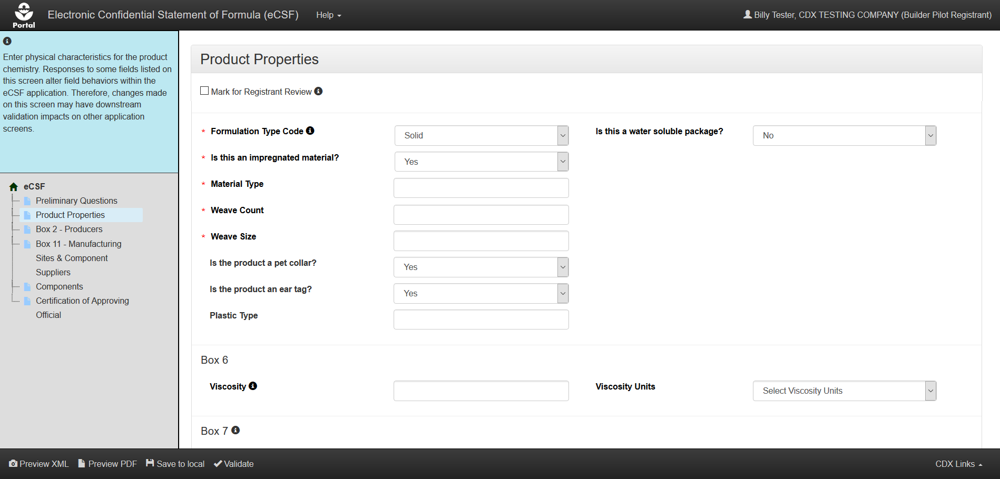 Portal
Electronic Confidential Statement of Formula (eCSF)
Help
Billy Tester, CDX TESTING COMPANY (Builder Pilot Registrant)
Enter physical characteristics for the product
chemistry. Responses to some fields listed on
this screen alter field behaviors within the
eCSF application. Therefore, changes made
on this screen may have downstream
validation impacts on other application
screens.
eCSF
Preliminary Questions
Product Properties
Box 2 - Producers
Box 11 - Manufacturing
Sites & Component
Suppliers
Components
Certification of Approving
Official
Product Properties
Mark for Registrant Review
* Formulation Type Code
Solid
Is this a water soluble package?
No
* Is this an impregnated material?
Yes
* Material Type
* Weave Count
* Weave Size
Is the product a pet collar?
Yes
Is the product an ear tag?
Yes
Plastic Type
Box 6
Viscosity
Viscosity Units
Select Viscosity Units
Box 7
Preview XML
Preview PDF
Save to local
Validate
CDX Links